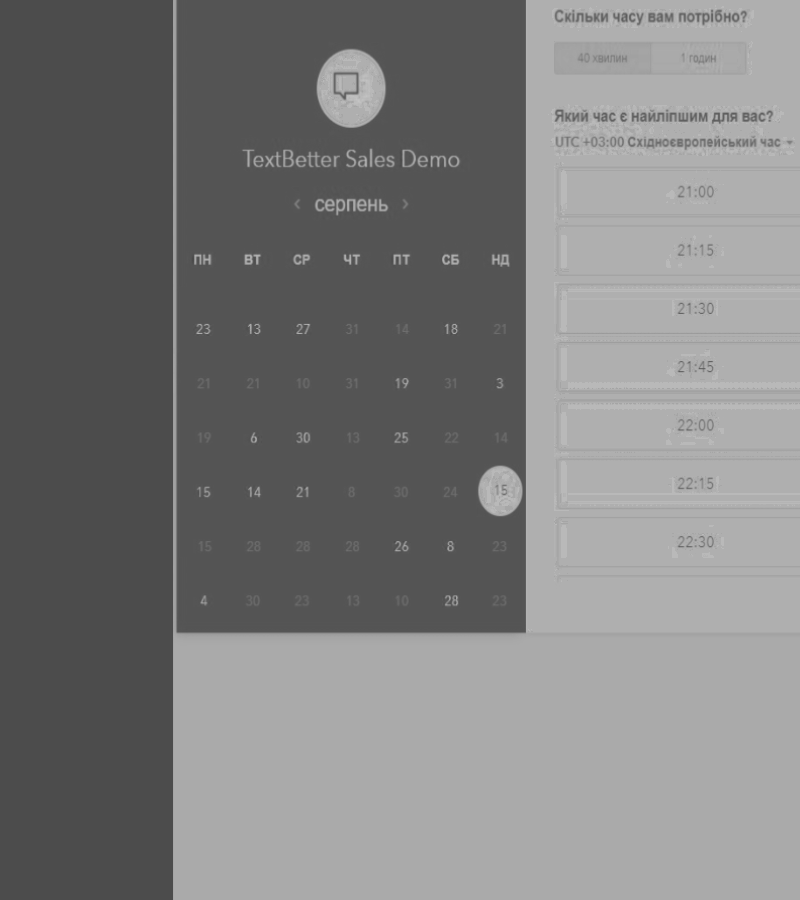 TextBetter Sales Demo
‹ серпень ›
ПН ВТ СР ЧТ ПТ СБ НД
23 13 27 31 14 18 21
21 21 10 31 19 31 3
19 6 30 13 25 22 14
15 14 21 8 30 24 15
15 28 28 28 26 8 23
4 30 23 13 10 28 23
Скільки часу вам потрібно?
40 хвилин 1 годин
Який час є найліпшим для вас?
UTC +03:00 Східноєвропейський час
21:00
21:15
21:30
21:45
22:00
22:15
22:30